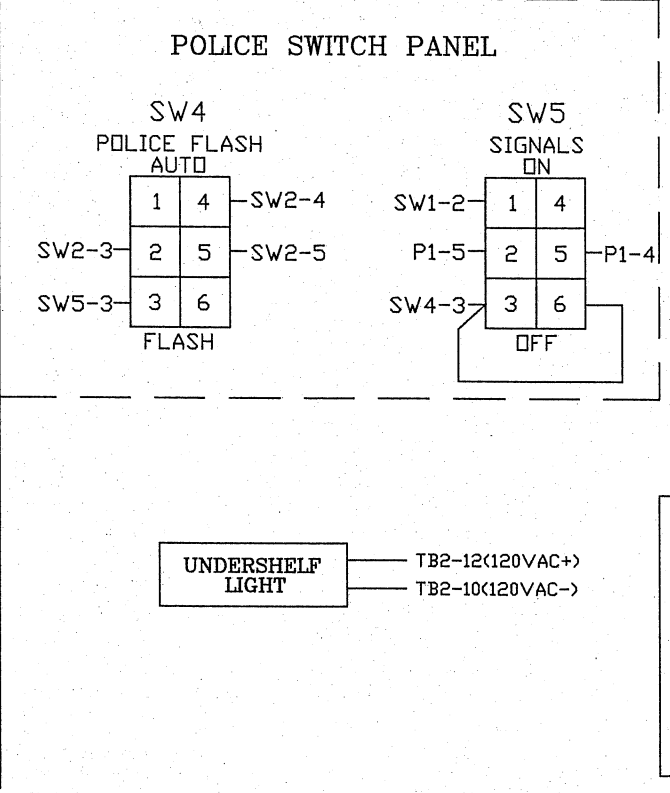 POLICE SWITCH PANEL
SW4
POLICE FLASH
AUTO
1 4 SW2-4
SW2-3 2 5 SW2-5
SW5-3 3 6
FLASH
SW5
SIGNALS
ON
SW1-2 1 4
P1-5 2 5 P1-4
SW4-3 3 6
OFF
UNDERSHELF
LIGHT
TB2-12(120VAC+)
TB2-10(120VAC-)